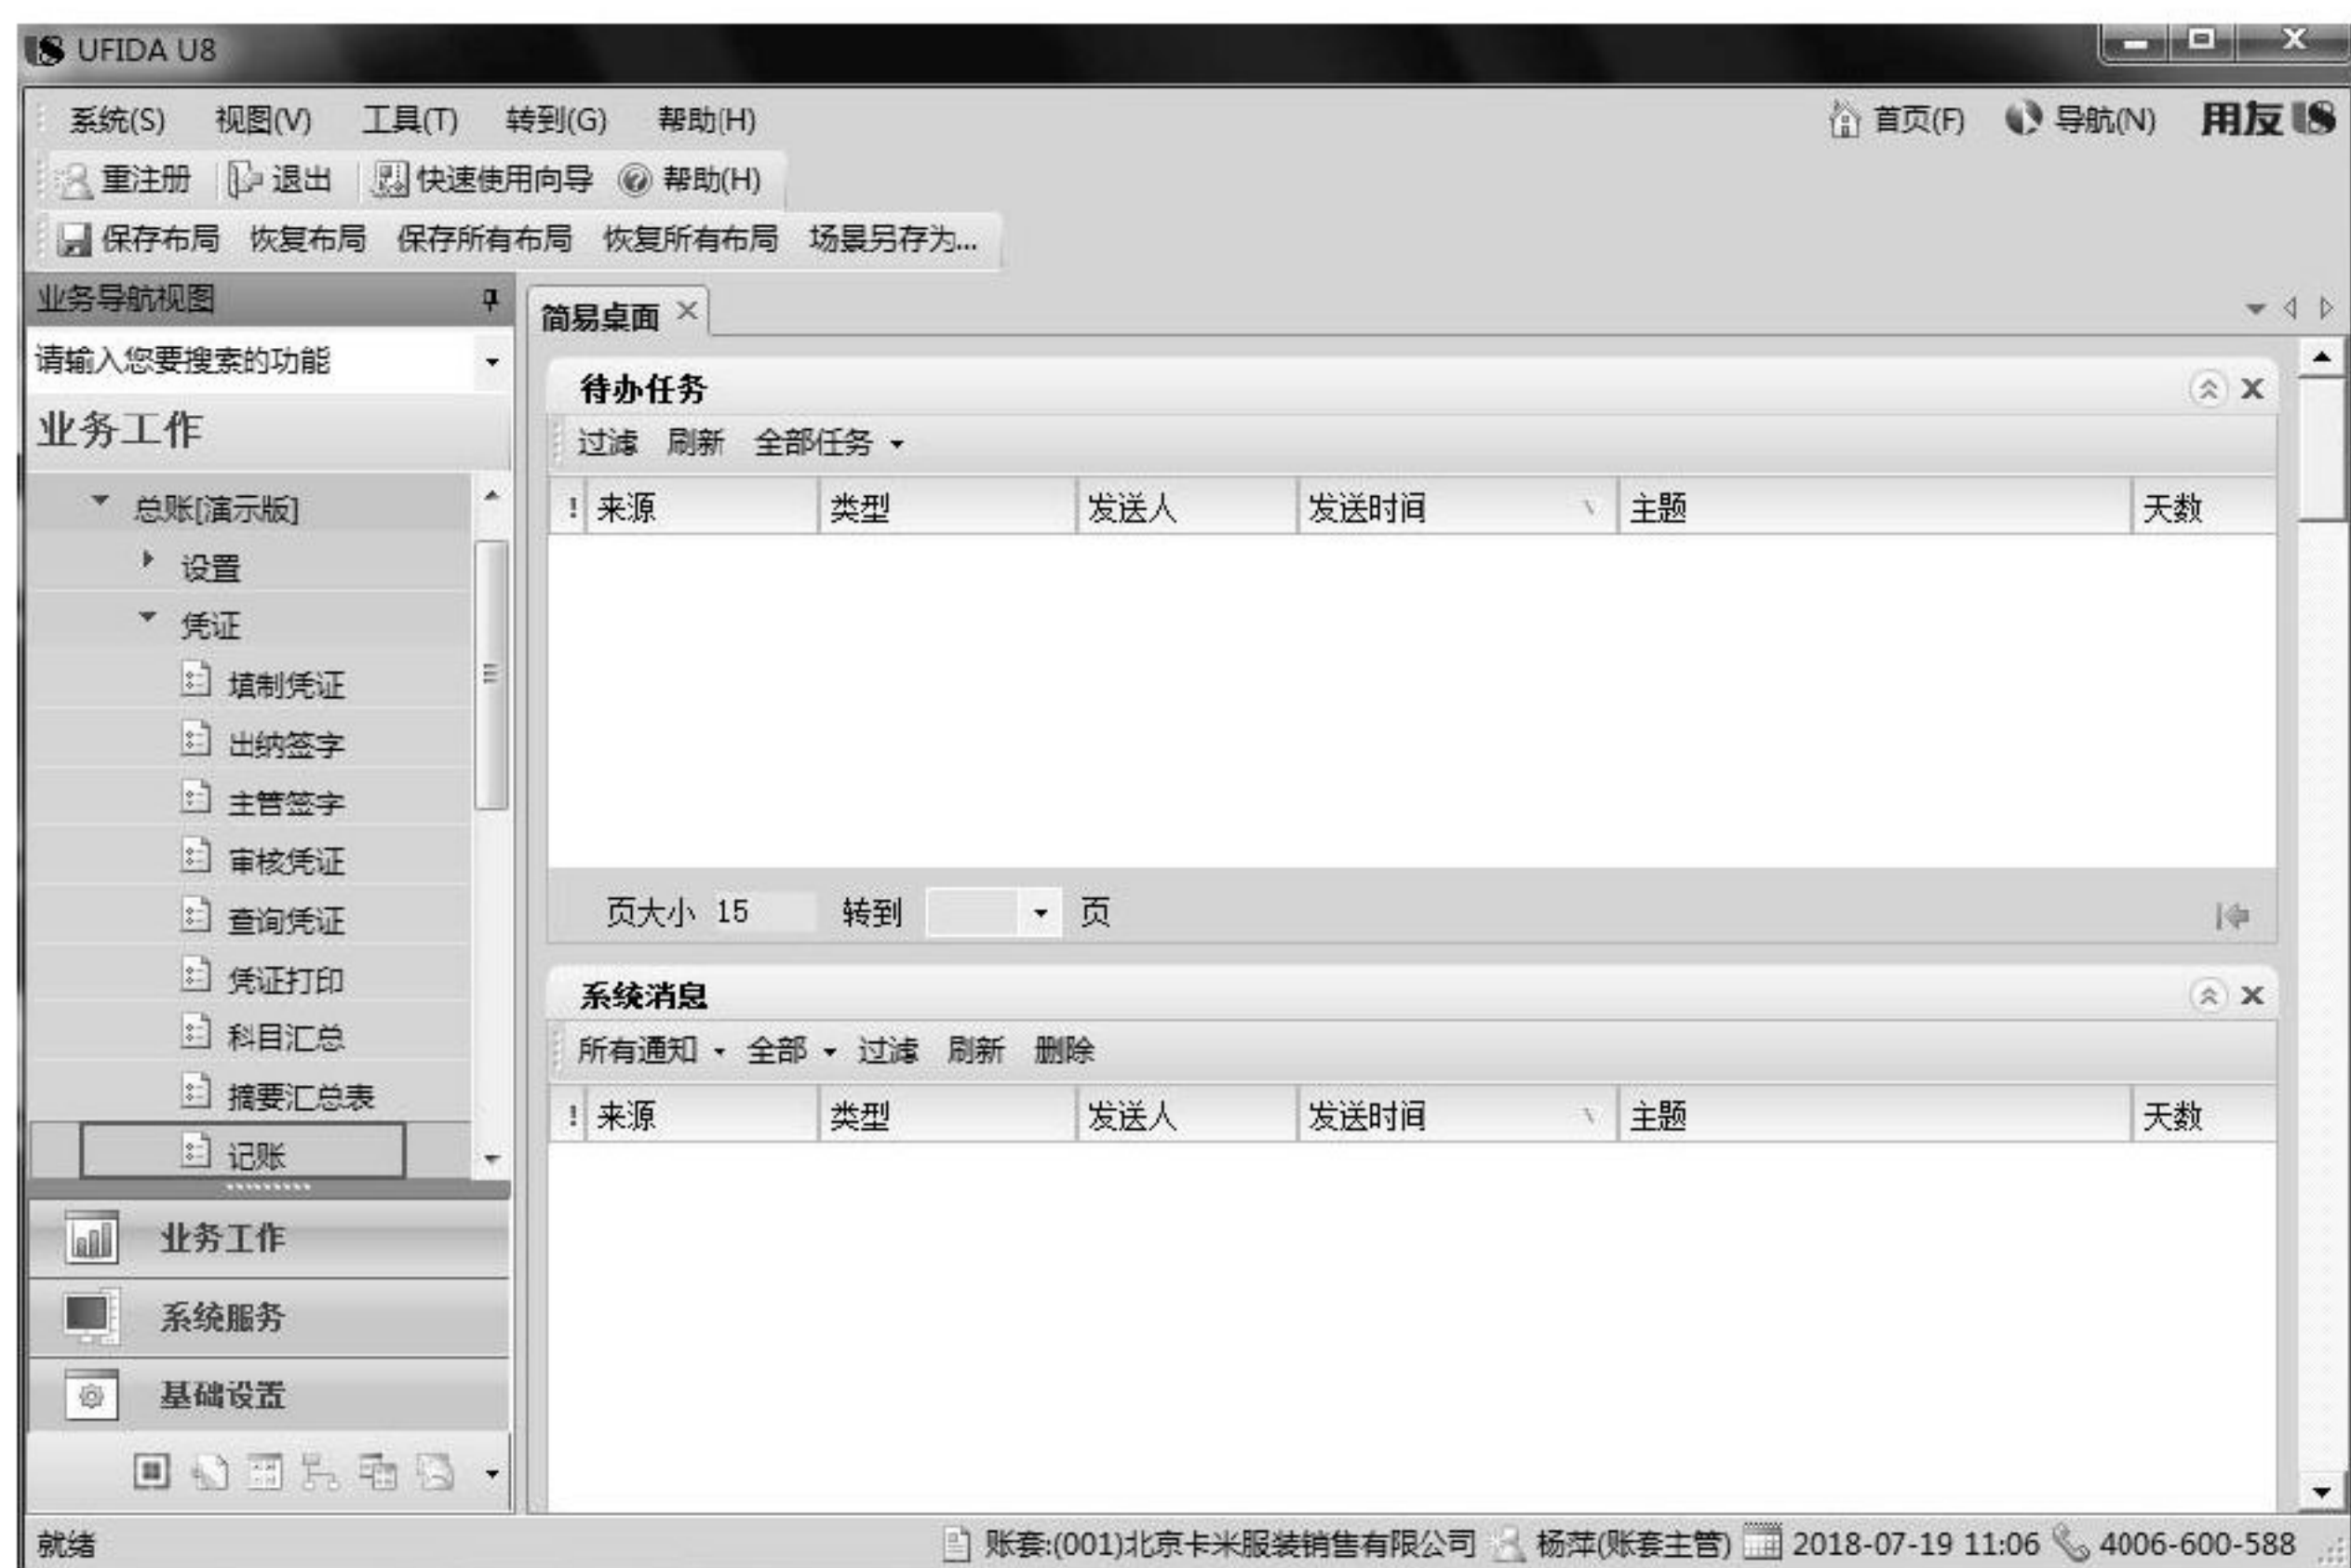 UFIDA U8
系统(S) 视图(V) 工具(T) 转到(G) 帮助(H) 首页(F) 导航(N) 用友U8
重注册 退出 快速使用向导 帮助(H)
保存布局 恢复布局 保存所有布局 恢复所有布局 场景另存为...
业务导航视图
请输入您要搜索的功能
业务工作
总账[演示版]
设置
凭证
填制凭证
出纳签字
主管签字
审核凭证
查询凭证
凭证打印
科目汇总
摘要汇总表
记账
业务工作
系统服务
基础设置
简易桌面
待办任务
过滤 刷新 全部任务
! 来源 类型 发送人 发送时间 主题 天数
页大小 15 转到 页
系统消息
所有通知 全部 过滤 刷新 删除
! 来源 类型 发送人 发送时间 主题 天数
就绪 账套:(001)北京卡米服装销售有限公司 杨萍(账套主管) 2018-07-19 11:06 4006-600-588